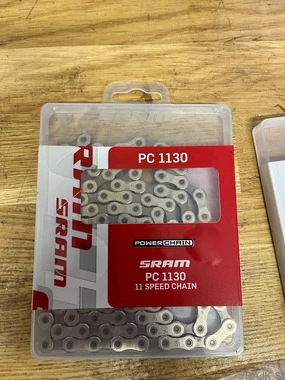 PC 1130
SRAM
POWERCHAIN
SRAM
PC 1130
11 SPEED CHAIN